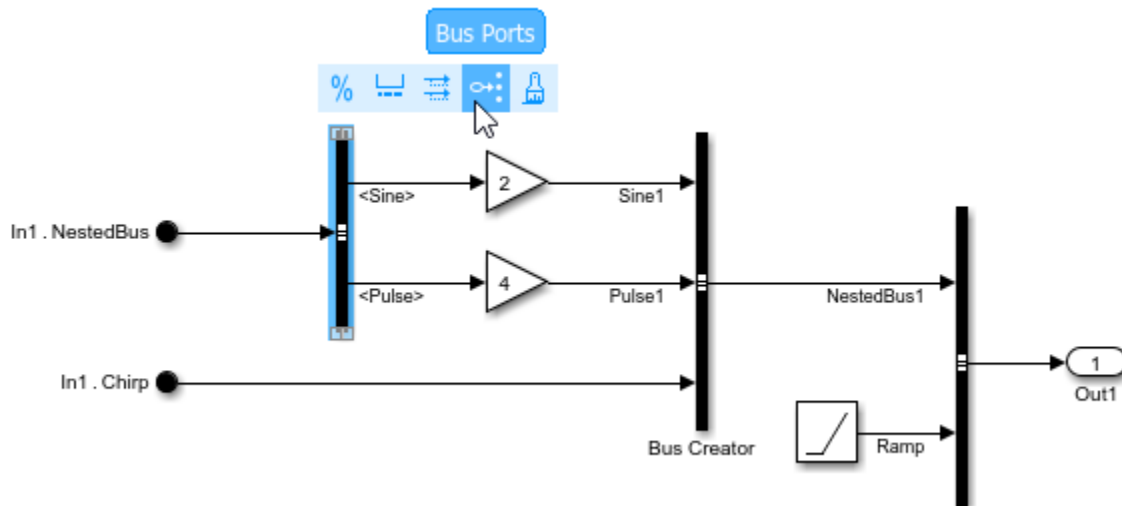 Bus Ports
%
<Sine>
2
Sine1
In1 . NestedBus
<Pulse>
4
Pulse1
NestedBus1
In1 . Chirp
1
Out1
Bus Creator
Ramp